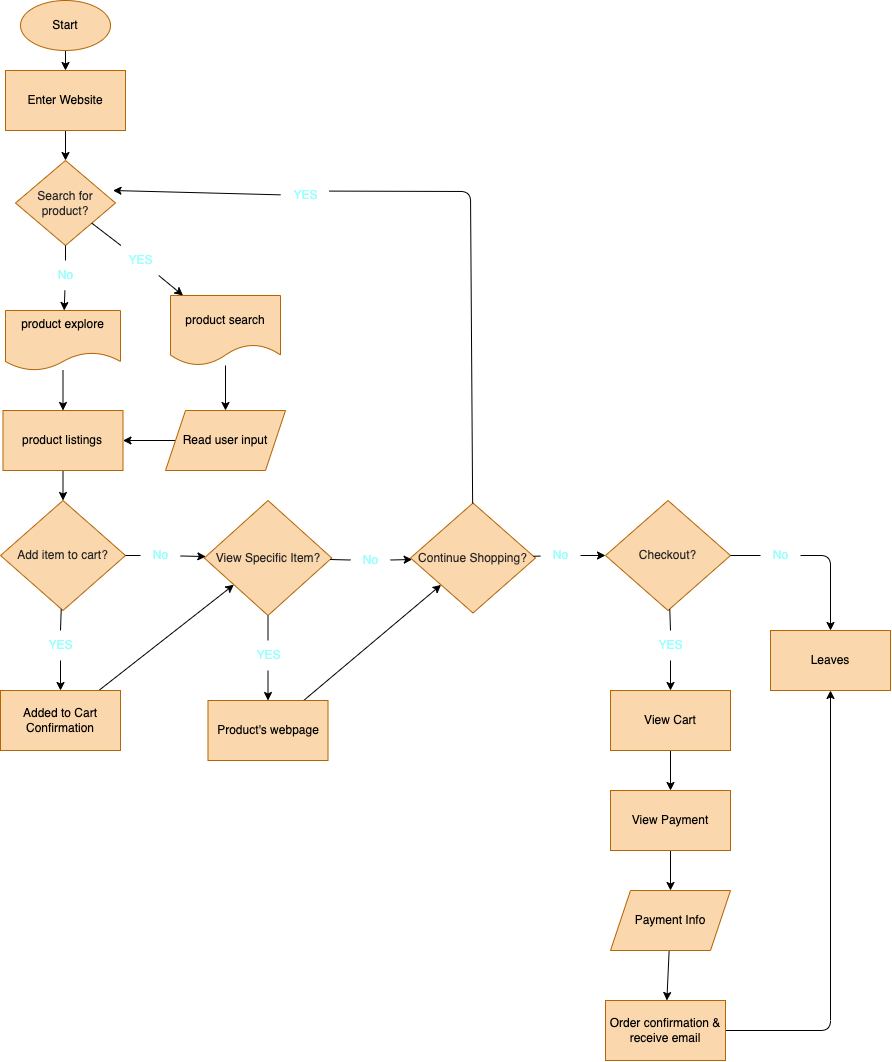 Start
Enter Website
Search for
product?
YES
YES
No
product explore
product search
product listings
Read user input
Add item to cart?
No
View Specific Item?
No
Continue Shopping?
No
Checkout?
No
YES
YES
YES
Leaves
Added to Cart
Confirmation
Product's webpage
View Cart
View Payment
Payment Info
Order confirmation &
receive email